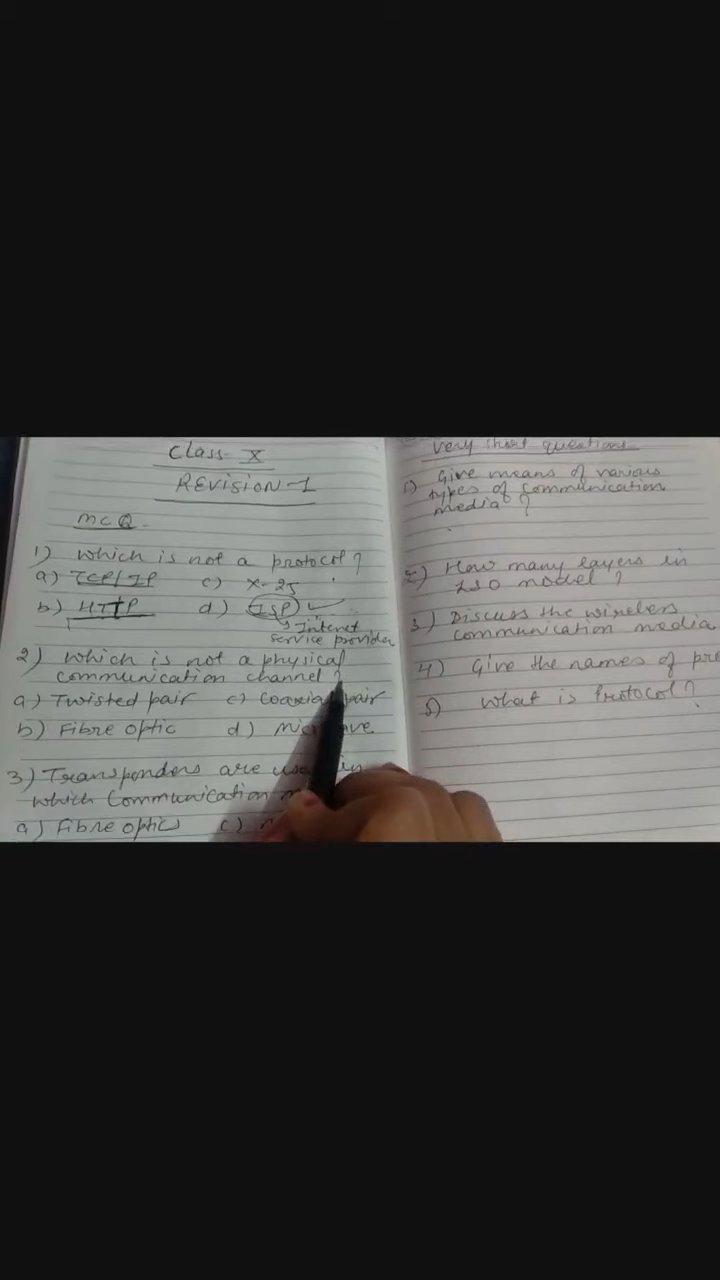 Class-X
REVISION-1
MCQ
1) which is not a protocol?
a) TCP/IP c) X-25
b) HTTP d) ISP
Internet
service provider
2) which is not a physical
communication channel?
a) Twisted pair c) Coaxial pair
b) Fibre optic d)
3) Transponders are in
which Communication
a) Fibre optics c)
Very short questions
1) Give means of various
types of communication
media?
2) How many layers in
ISO model?
3) Discuss the wireless
communication media
4) Give the names of
5) What is Protocol?